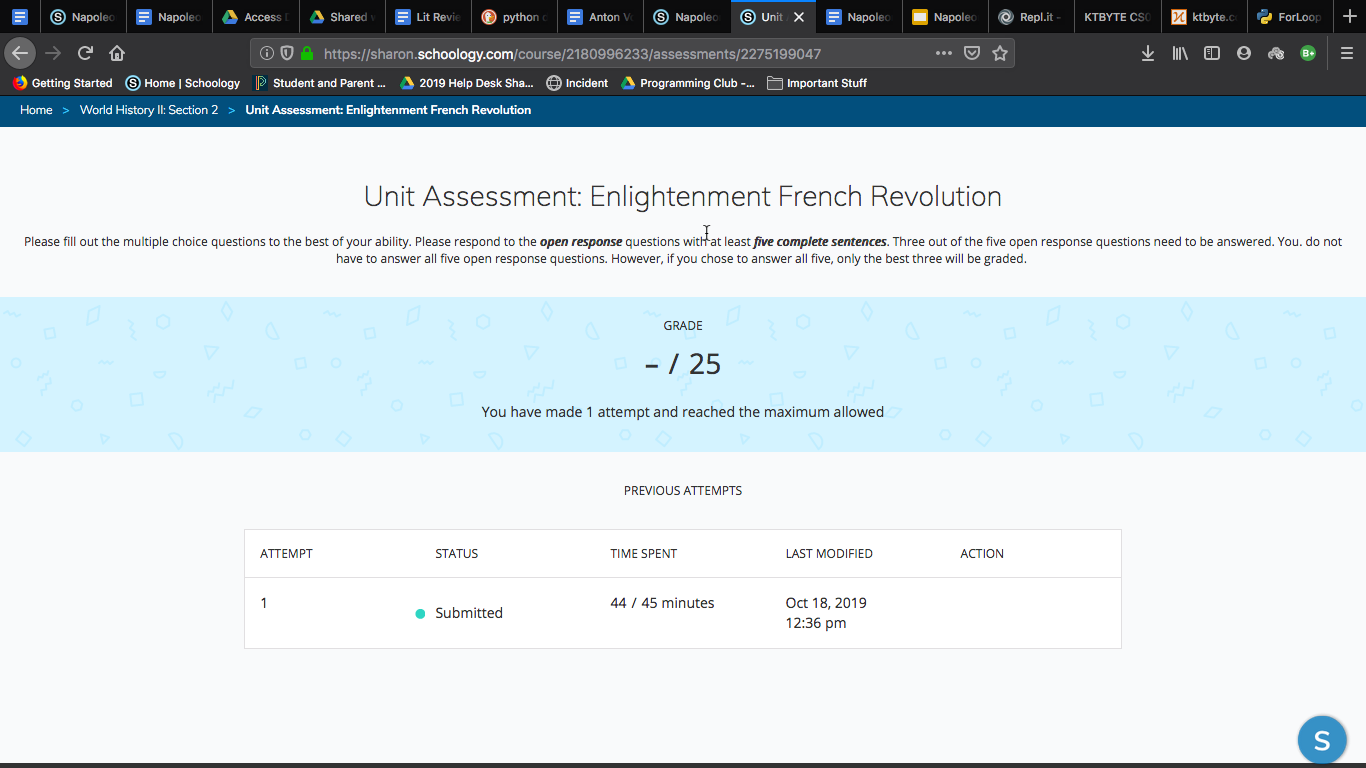 Napoleo Napoleo Access Shared Lit Revie python Anton Napoleo Unit Napoleo Napoleo Repl.it - KTBYTE CSC ktbyte.c ForLoop
https://sharon.schoology.com/course/2180996233/assessments/2275199047
Getting Started Home | Schoology Student and Parent ... 2019 Help Desk Sha... Incident Programming Club -... Important Stuff
Home > World History II: Section 2 > Unit Assessment: Enlightenment French Revolution
Unit Assessment: Enlightenment French Revolution
Please fill out the multiple choice questions to the best of your ability. Please respond to the open response questions with at least five complete sentences. Three out of the five open response questions need to be answered. You. do not
have to answer all five open response questions. However, if you chose to answer all five, only the best three will be graded.
GRADE
– / 25
You have made 1 attempt and reached the maximum allowed
PREVIOUS ATTEMPTS
ATTEMPT STATUS TIME SPENT LAST MODIFIED ACTION
1 Submitted 44 / 45 minutes Oct 18, 2019
12:36 pm
S